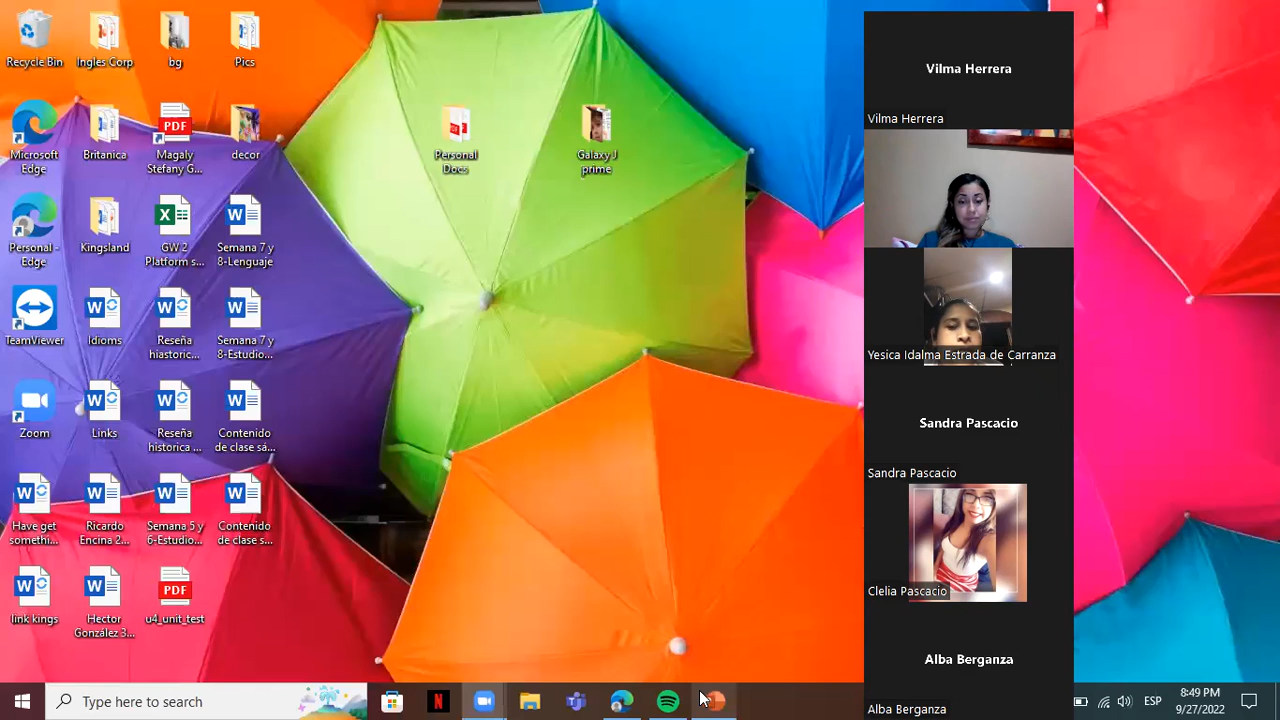 Recycle Bin
Ingles Corp
bg
Pics
Microsoft
Edge
Britanica
PDF
Magaly
Stefany G...
decor
Personal
Docs
Galaxy J
prime
Personal -
Edge
Kingsland
GW 2
Platform s...
Semana 7 y
8-Lenguaje
TeamViewer
Idioms
Reseña
hiastoric...
Semana 7 y
8-Estudio...
Zoom
Links
Reseña
historica ...
Contenido
de clase sa...
Have get
somethi...
Ricardo
Encina 2...
Semana 5 y
6-Estudio...
Contenido
de clase s...
link kings
Hector
González 3...
PDF
u4_unit_test
Vilma Herrera
Vilma Herrera
Yesica Idalma Estrada de Carranza
Sandra Pascacio
Sandra Pascacio
Clelia Pascacio
Alba Berganza
Alba Berganza
Type here to search
ESP
8:49 PM
9/27/2022